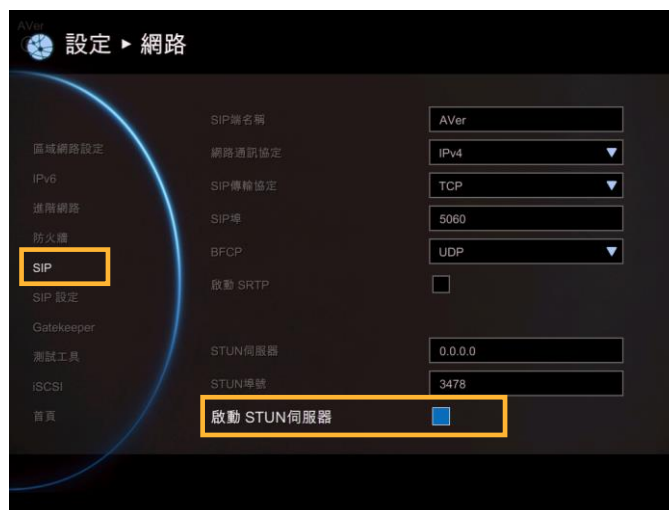 AVer
設定 ▸ 網路
區域網路設定
IPv6
進階網路
防火牆
SIP
SIP 設定
Gatekeeper
測試工具
iSCSI
首頁
SIP端名稱 AVer
網路通訊協定 IPv4 ▼
SIP傳輸協定 TCP ▼
SIP埠 5060
BFCP UDP ▼
啟動 SRTP
STUN伺服器 0.0.0.0
STUN埠號 3478
啟動 STUN伺服器